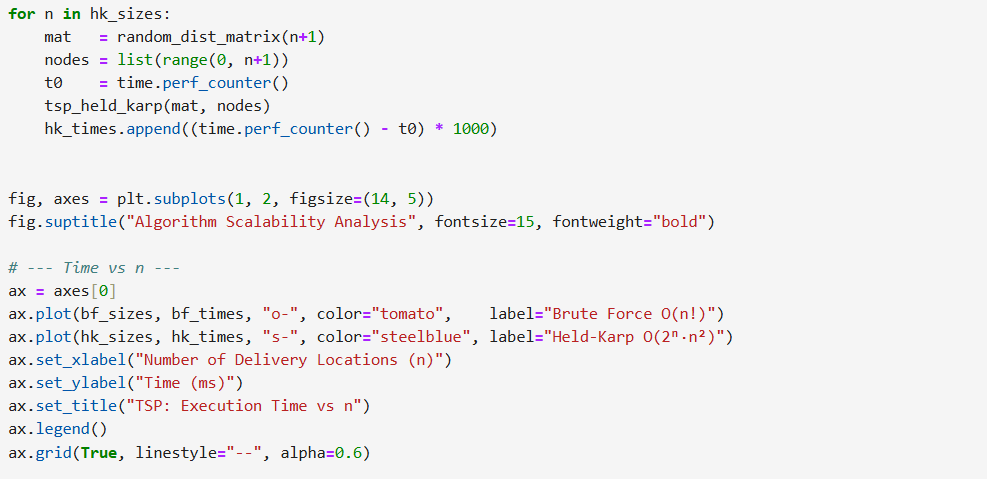 for n in hk_sizes:
    mat   = random_dist_matrix(n+1)
    nodes = list(range(0, n+1))
    t0    = time.perf_counter()
    tsp_held_karp(mat, nodes)
    hk_times.append((time.perf_counter() - t0) * 1000)
fig, axes = plt.subplots(1, 2, figsize=(14, 5))
fig.suptitle("Algorithm Scalability Analysis", fontsize=15, fontweight="bold")
# --- Time vs n ---
ax = axes[0]
ax.plot(bf_sizes, bf_times, "o-", color="tomato",    label="Brute Force O(n!)")
ax.plot(hk_sizes, hk_times, "s-", color="steelblue", label="Held-Karp O(2ⁿ·n²)")
ax.set_xlabel("Number of Delivery Locations (n)")
ax.set_ylabel("Time (ms)")
ax.set_title("TSP: Execution Time vs n")
ax.legend()
ax.grid(True, linestyle="--", alpha=0.6)